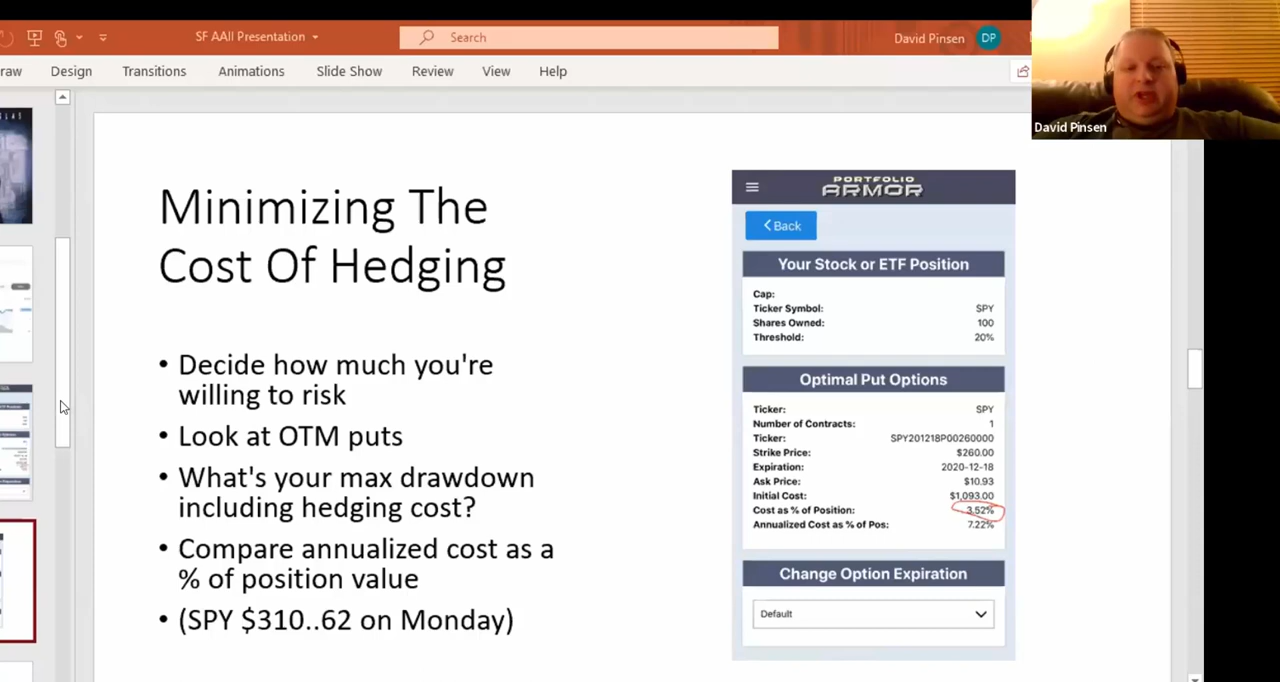 SF AAII Presentation
Search
David Pinsen
DP
raw
Design
Transitions
Animations
Slide Show
Review
View
Help
David Pinsen
Minimizing The
Cost Of Hedging
• Decide how much you're
willing to risk
• Look at OTM puts
• What's your max drawdown
including hedging cost?
• Compare annualized cost as a
% of position value
• (SPY $310..62 on Monday)
PORTFOLIO
ARMOR
Back
Your Stock or ETF Position
Cap:
Ticker Symbol: SPY
Shares Owned: 100
Threshold: 20%
Optimal Put Options
Ticker: SPY
Number of Contracts: 1
Ticker: SPY201218P00260000
Strike Price: $260.00
Expiration: 2020-12-18
Ask Price: $10.93
Initial Cost: $1,093.00
Cost as % of Position: 3.52%
Annualized Cost as % of Pos: 7.22%
Change Option Expiration
Default